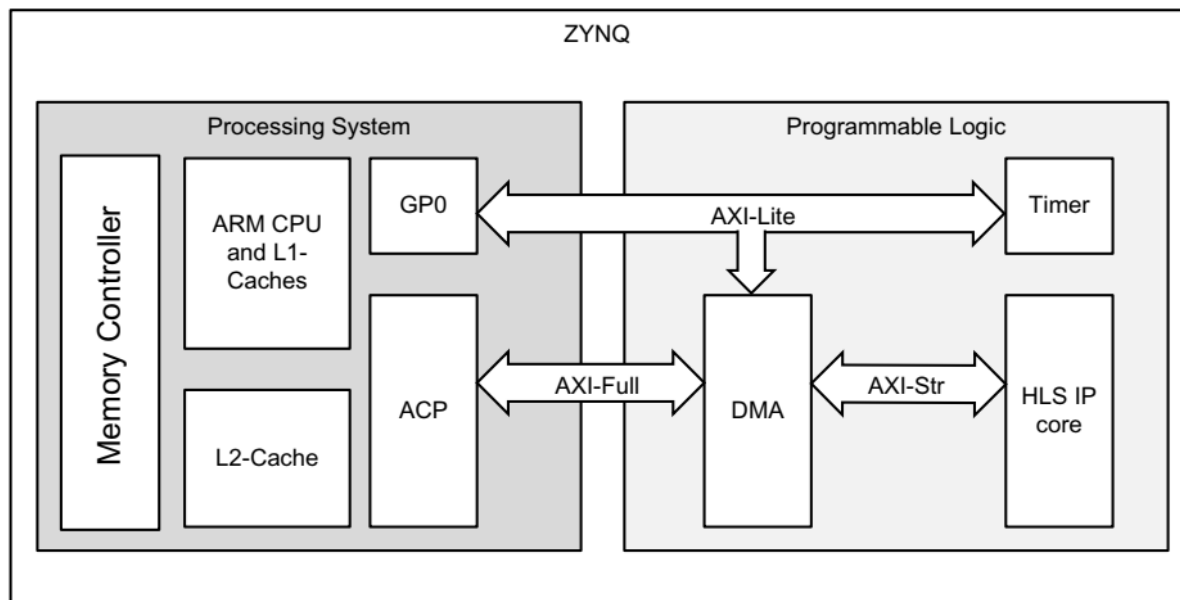 ZYNQ
Processing System
Memory Controller
ARM CPU
and L1-
Caches
GP0
L2-Cache
ACP
AXI-Lite
AXI-Full
Programmable Logic
Timer
DMA
AXI-Str
HLS IP
core